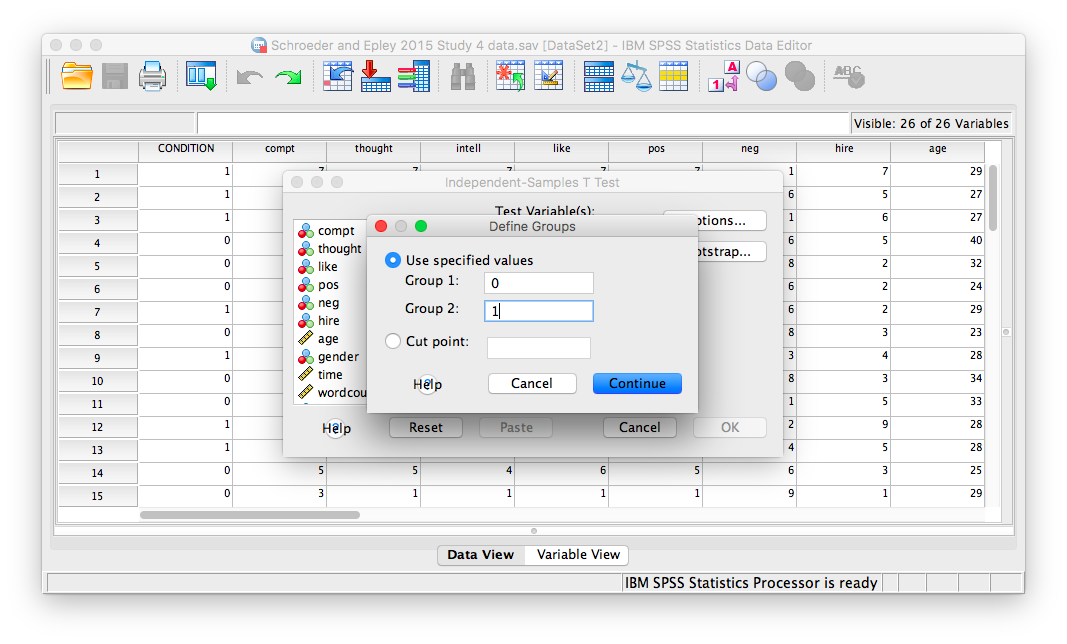 Schroeder and Epley 2015 Study 4 data.sav [DataSet2] - IBM SPSS Statistics Data Editor
A
1
ABC
Visible: 26 of 26 Variables
CONDITION compt thought intell like pos neg hire age
1 1 7 7 7 7 7 1 7 29
2 1 6 5 27
3 1 1 6 27
4 0 6 5 40
5 0 8 2 32
6 0 6 2 24
7 1 6 2 29
8 0 8 3 23
9 1 3 4 28
10 0 8 3 34
11 0 1 5 33
12 1 2 9 28
13 1 4 5 28
14 0 5 5 4 6 5 6 3 25
15 0 3 1 1 1 1 9 1 29
Independent-Samples T Test
Test Variable(s):
compt
thought
like
pos
neg
hire
age
gender
time
wordcou
ptions...
otstrap...
Define Groups
Use specified values
Group 1: 0
Group 2: 1
Cut point:
Help Cancel Continue
Help Reset Paste Cancel OK
Data View Variable View
IBM SPSS Statistics Processor is ready